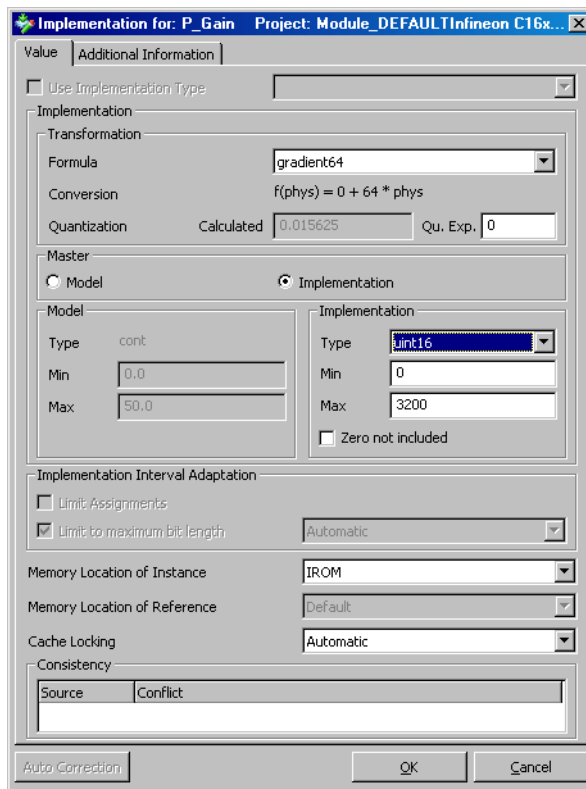 Implementation for: P_Gain Project: Module_DEFAULTInfineon C16x...
Value Additional Information
Use Implementation Type
Implementation
Transformation
Formula gradient64
Conversion f(phys) = 0 + 64 * phys
Quantization Calculated 0.015625 Qu. Exp. 0
Master
Model Implementation
Model Implementation
Type cont Type uint16
Min 0.0 Min 0
Max 50.0 Max 3200
Zero not included
Implementation Interval Adaptation
Limit Assignments
Limit to maximum bit length Automatic
Memory Location of Instance IROM
Memory Location of Reference Default
Cache Locking Automatic
Consistency
Source Conflict
Auto Correction OK Cancel